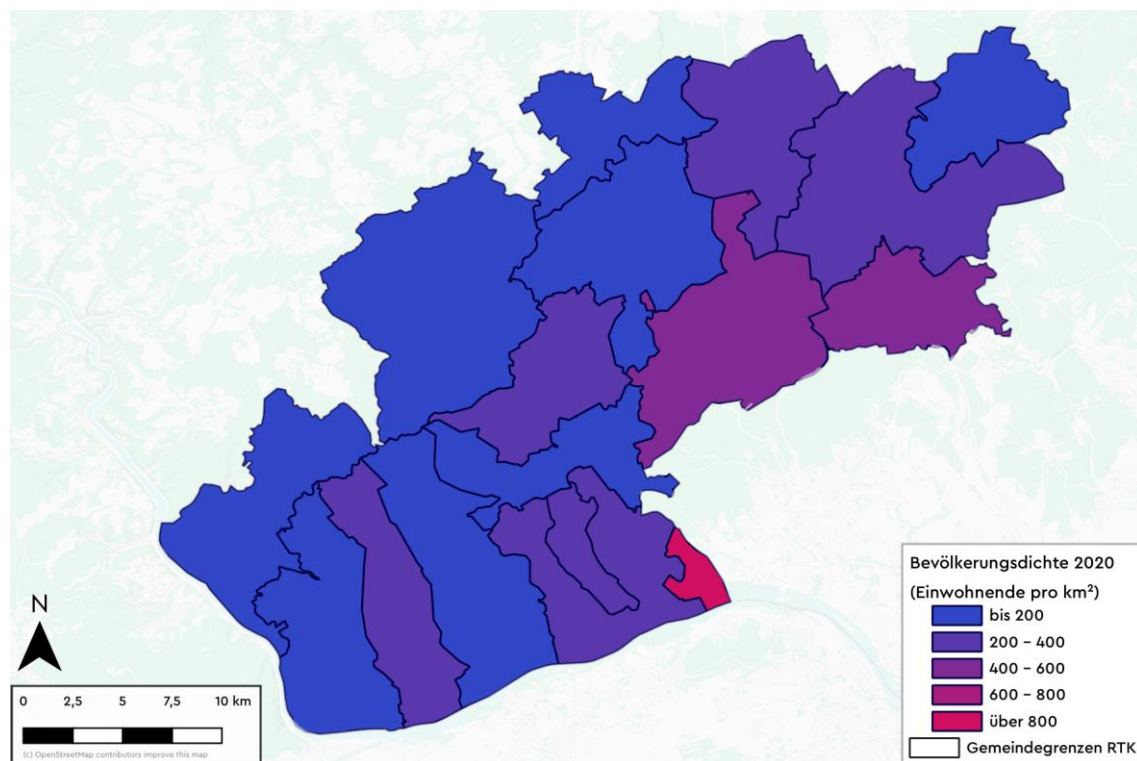 N
0 2,5 5 7,5 10 km
(c) OpenStreetMap contributors improve this map
Bevölkerungsdichte 2020
(Einwohnende pro km²)
bis 200
200 – 400
400 – 600
600 – 800
über 800
Gemeindegrenzen RTK